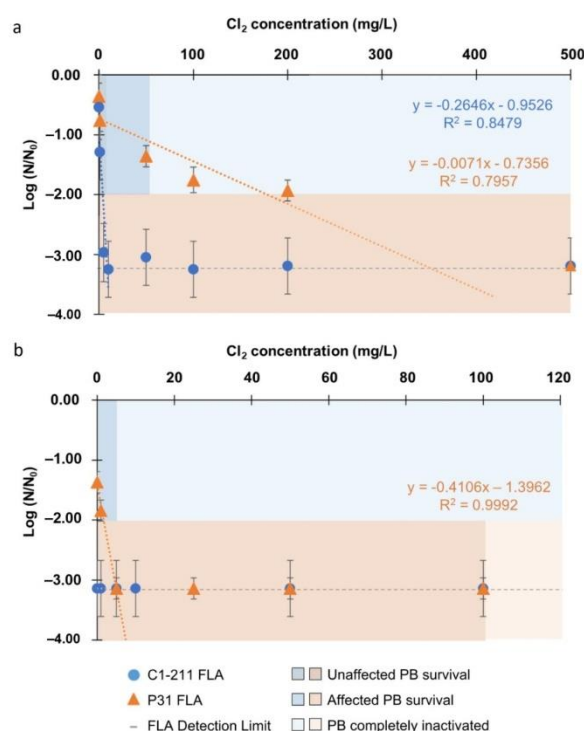 a
Cl₂ concentration (mg/L)
0 100 200 300 400 500
0.00
y = -0.2646x - 0.9526
R² = 0.8479
−1.00
y = -0.0071x - 0.7356
R² = 0.7957
Log (N/N₀)
−2.00
−3.00
−4.00
b
Cl₂ concentration (mg/L)
0 20 40 60 80 100 120
0.00
−1.00
y = -0.4106x – 1.3962
R² = 0.9992
Log (N/N₀)
−2.00
−3.00
−4.00
C1-211 FLA Unaffected PB survival
P31 FLA Affected PB survival
FLA Detection Limit PB completely inactivated